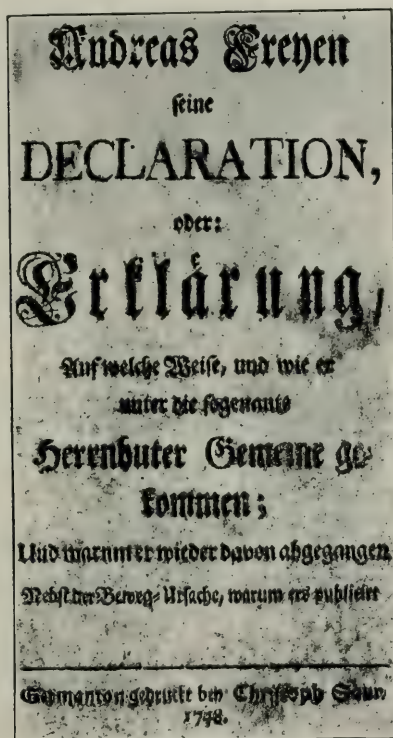 Andreas Freyen
seine
DECLARATION,
oder:
Erklårung,
Auf welche Weise, und wie er
unter die sogenante
Herrnhuter Gemeine ge-
kommen;
Und warum er wieder davon abgegangen
Nebst der Beweg-Ursache, warum ers publicirt
Germanton gedruckt bey Christoph Saur,
1748.